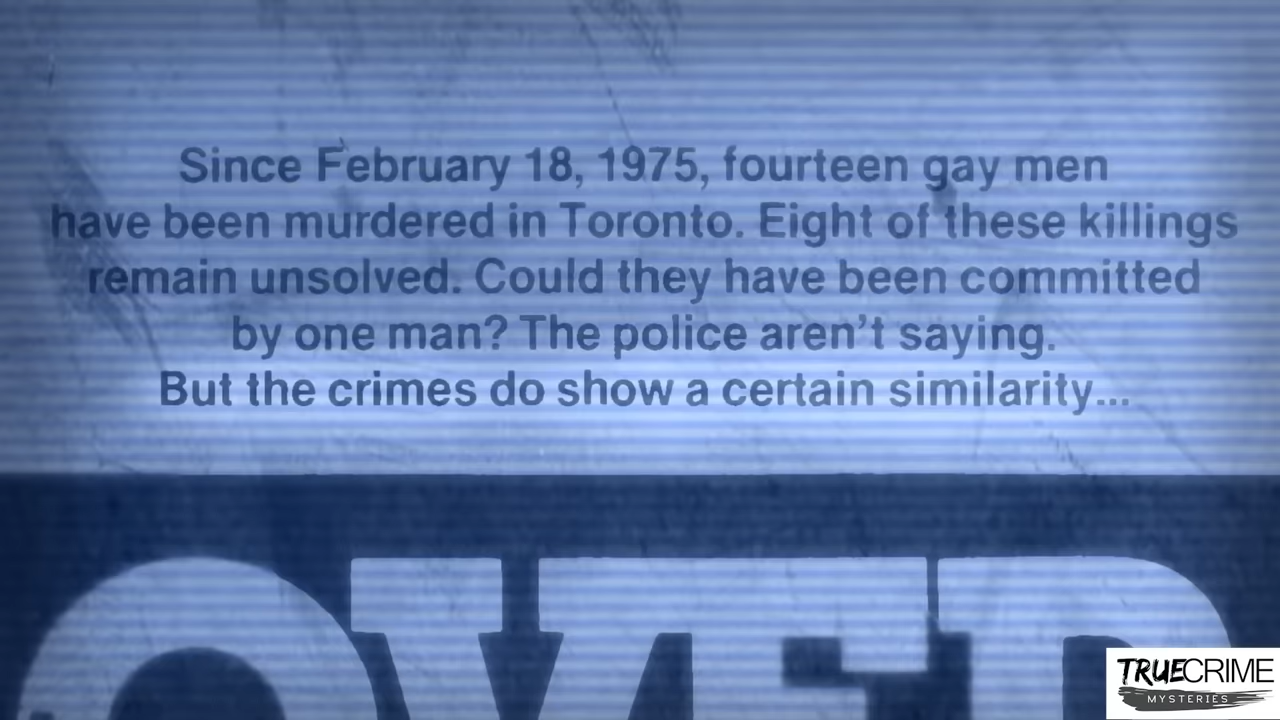 Since February 18, 1975, fourteen gay men
have been murdered in Toronto. Eight of these killings
remain unsolved. Could they have been committed
by one man? The police aren’t saying.
But the crimes do show a certain similarity...
OVER
TRUECRIME
MYSTERIES